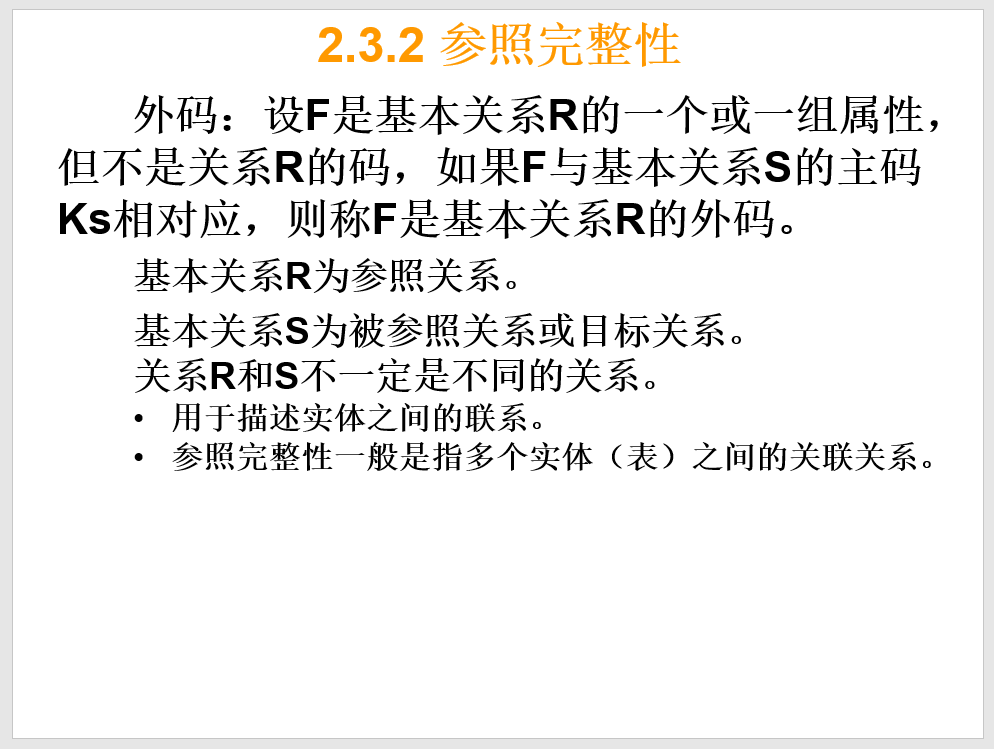 2.3.2 参照完整性
外码：设F是基本关系R的一个或一组属性，
但不是关系R的码，如果F与基本关系S的主码
Ks相对应，则称F是基本关系R的外码。
基本关系R为参照关系。
基本关系S为被参照关系或目标关系。
关系R和S不一定是不同的关系。
• 用于描述实体之间的联系。
• 参照完整性一般是指多个实体（表）之间的关联关系。